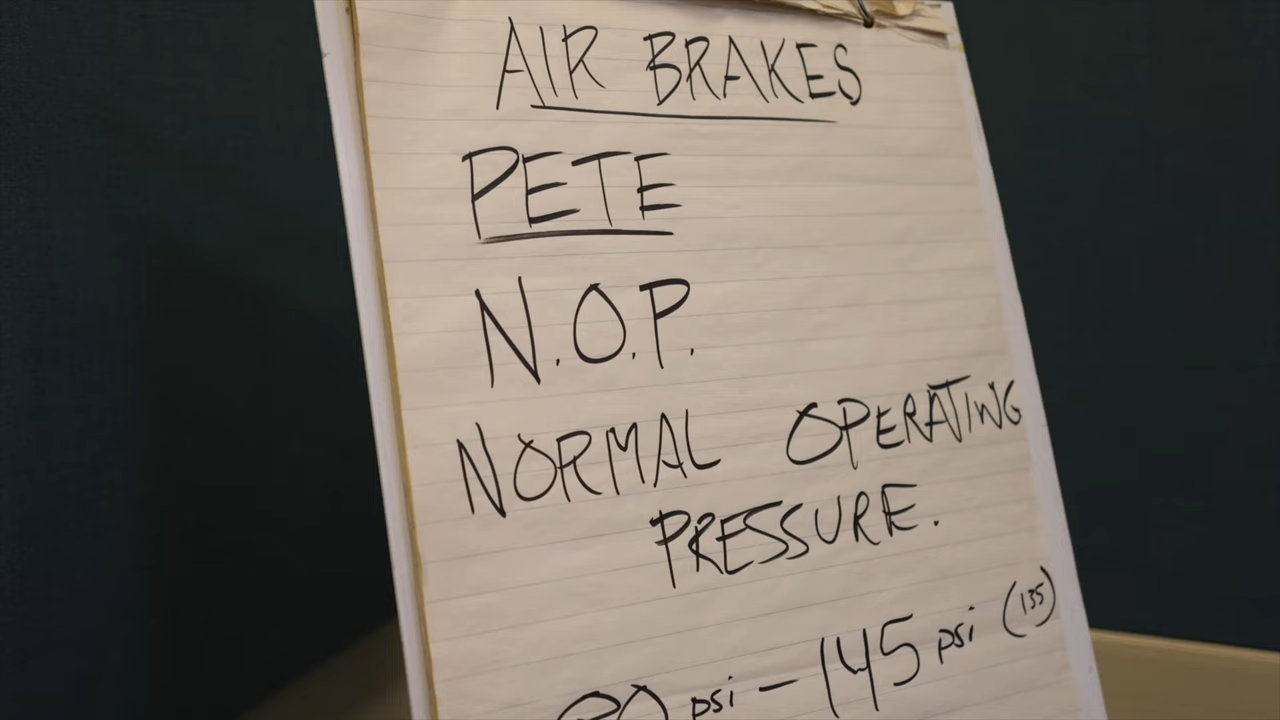 AIR BRAKES
PETE
N.O.P.
NORMAL OPERATING
PRESSURE.
psi – 145 psi (135)